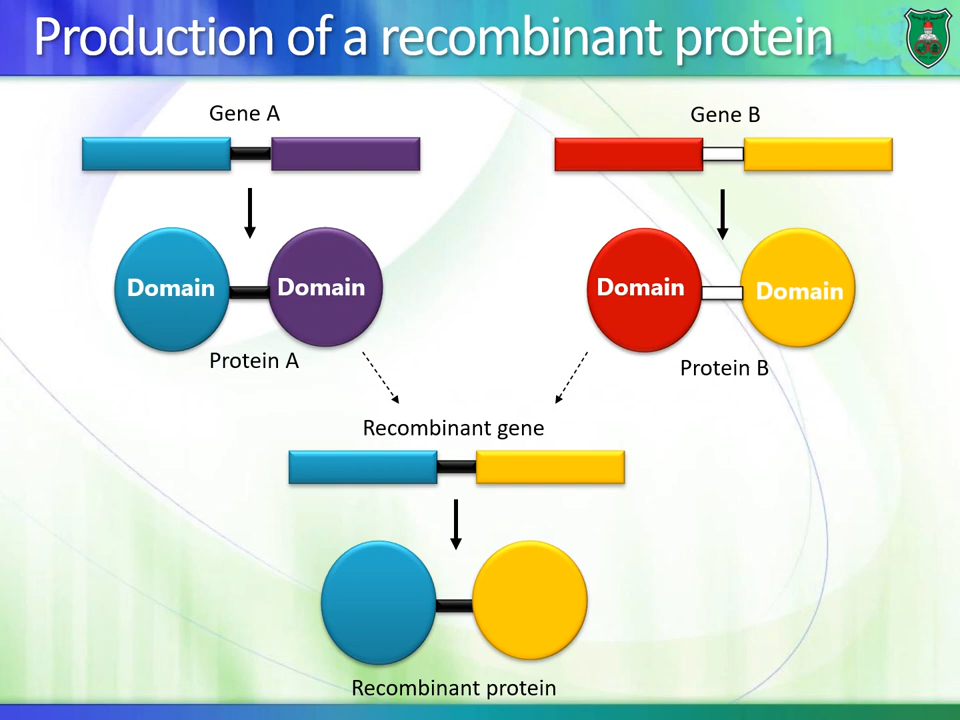 Production of a recombinant protein
Gene A
Gene B
Domain
Domain
Domain
Domain
Protein A
Protein B
Recombinant gene
Recombinant protein